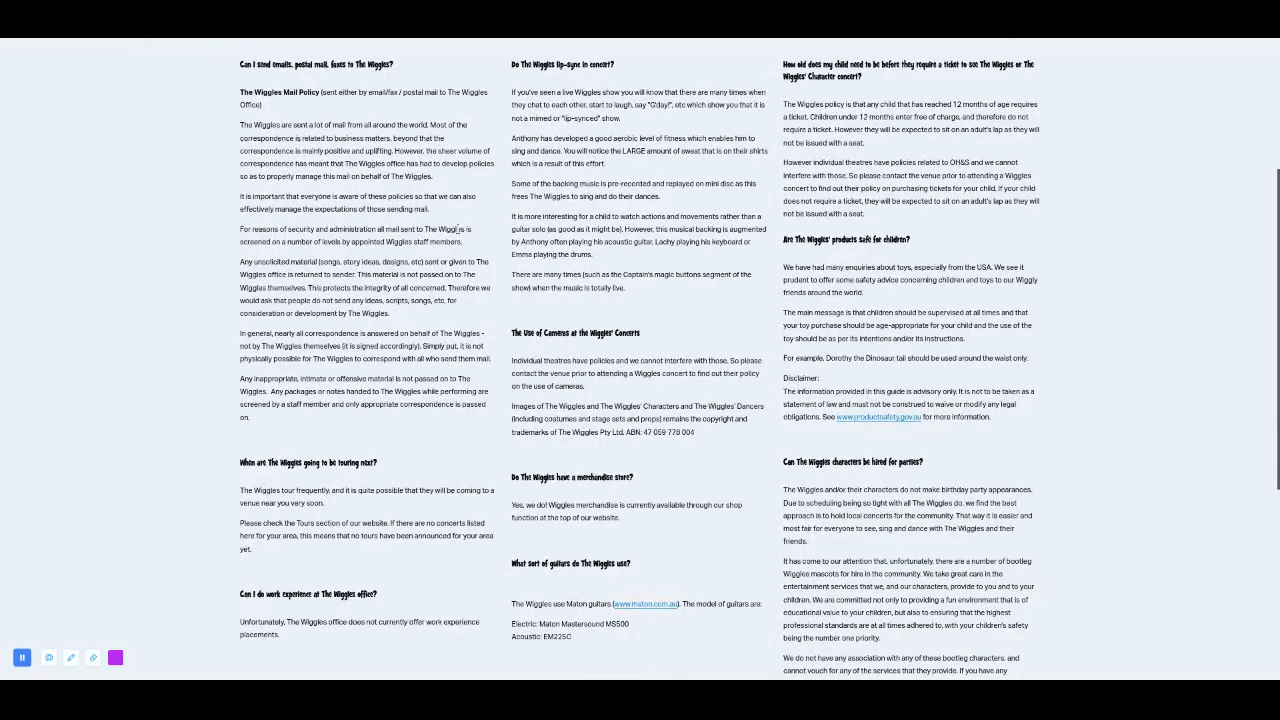 Can I send emails, postal mail, faxes to The Wiggles?
The Wiggles Mail Policy (sent either by email/fax / postal mail to The Wiggles
Office)
The Wiggles are sent a lot of mail from all around the world. Most of the
correspondence is related to business matters, beyond that the
correspondence is mainly positive and uplifting. However, the sheer volume of
correspondence has meant that The Wiggles office has had to develop policies
so as to properly manage this mail on behalf of The Wiggles.
It is important that everyone is aware of these policies so that we can also
effectively manage the expectations of those sending mail.
For reasons of security and administration all mail sent to The Wiggles is
screened on a number of levels by appointed Wiggles staff members.
Any unsolicited material (songs, story ideas, designs, etc) sent or given to The
Wiggles office is returned to sender. This material is not passed on to The
Wiggles themselves. This protects the integrity of all concerned. Therefore we
would ask that people do not send any ideas, scripts, songs, etc, for
consideration or development by The Wiggles.
In general, nearly all correspondence is answered on behalf of The Wiggles -
not by The Wiggles themselves (it is signed accordingly). Simply put, it is not
physically possible for The Wiggles to correspond with all who send them mail.
Any inappropriate, intimate or offensive material is not passed on to The
Wiggles.  Any packages or notes handed to The Wiggles while performing are
screened by a staff member and only appropriate correspondence is passed
on.
When are The Wiggles going to be touring next?
The Wiggles tour frequently, and it is quite possible that they will be coming to a
venue near you very soon.
Please check the Tours section of our website. If there are no concerts listed
here for your area, this means that no tours have been announced for your area
yet.
Can I do work experience at The Wiggles office?
Unfortunately, The Wiggles office does not currently offer work experience
placements.
Do The Wiggles lip-sync in concert?
If you've seen a live Wiggles show you will know that there are many times when
they chat to each other, start to laugh, say "G'day!", etc which show you that it is
not a mimed or "lip-synced" show.
Anthony has developed a good aerobic level of fitness which enables him to
sing and dance. You will notice the LARGE amount of sweat that is on their shirts
which is a result of this effort.
Some of the backing music is pre-recorded and replayed on mini disc as this
frees The Wiggles to sing and do their dances.
It is more interesting for a child to watch actions and movements rather than a
guitar solo (as good as it might be). However, this musical backing is augmented
by Anthony often playing his acoustic guitar, Lachy playing his keyboard or
Emma playing the drums.
There are many times (such as the Captain's magic buttons segment of the
show) when the music is totally live.
The Use of Cameras at the Wiggles' Concerts
Individual theatres have policies and we cannot interfere with those. So please
contact the venue prior to attending a Wiggles concert to find out their policy
on the use of cameras.
Images of The Wiggles and The Wiggles' Characters and The Wiggles' Dancers
(including costumes and stage sets and props) remains the copyright and
trademarks of The Wiggles Pty Ltd. ABN: 47 059 778 004
Do The Wiggles have a merchandise store?
Yes, we do! Wiggles merchandise is currently available through our shop
function at the top of our website.
What sort of guitars do The Wiggles use?
The Wiggles use Maton guitars (www.maton.com.au). The model of guitars are:
Electric: Maton Mastersound MS500
Acoustic: EM225C
How old does my child need to be before they require a ticket to see The Wiggles or The
Wiggles' Character concert?
The Wiggles policy is that any child that has reached 12 months of age requires
a ticket. Children under 12 months enter free of charge, and therefore do not
require a ticket. However they will be expected to sit on an adult's lap as they will
not be issued with a seat.
However individual theatres have policies related to OH&S and we cannot
interfere with those. So please contact the venue prior to attending a Wiggles
concert to find out their policy on purchasing tickets for your child. If your child
does not require a ticket, they will be expected to sit on an adult's lap as they will
not be issued with a seat.
Are The Wiggles' products safe for children?
We have had many enquiries about toys, especially from the USA. We see it
prudent to offer some safety advice concerning children and toys to our Wiggly
friends around the world.
The main message is that children should be supervised at all times and that
your toy purchase should be age-appropriate for your child and the use of the
toy should be as per its intentions and/or its instructions.
For example, Dorothy the Dinosaur tail should be used around the waist only.
Disclaimer:
The information provided in this guide is advisory only. It is not to be taken as a
statement of law and must not be construed to waive or modify any legal
obligations. See www.productsafety.gov.au for more information.
Can The Wiggles characters be hired for parties?
The Wiggles and/or their characters do not make birthday party appearances.
Due to scheduling being so tight with all The Wiggles do, we find the best
approach is to hold local concerts for the community. That way it is easier and
most fair for everyone to see, sing and dance with The Wiggles and their
friends.
It has come to our attention that, unfortunately, there are a number of bootleg
Wiggles mascots for hire in the community. We take great care in the
entertainment services that we, and our characters, provide to you and to your
children. We are committed not only to providing a fun environment that is of
educational value to your children, but also to ensuring that the highest
professional standards are at all times adhered to, with your children's safety
being the number one priority.
We do not have any association with any of these bootleg characters, and
cannot vouch for any of the services that they provide. If you have any